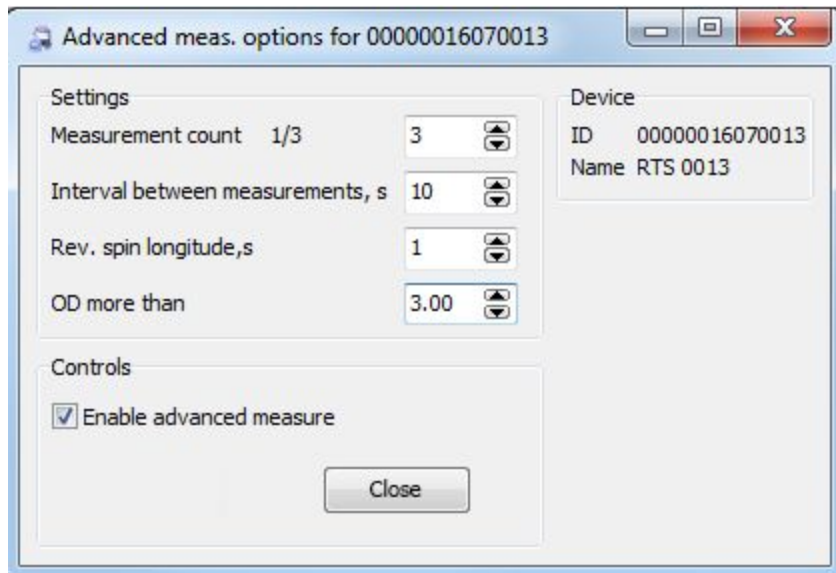 Advanced meas. options for 00000016070013
Settings
Measurement count 1/3 3
Interval between measurements, s 10
Rev. spin longitude,s 1
OD more than 3.00
Device
ID 00000016070013
Name RTS 0013
Controls
Enable advanced measure
Close